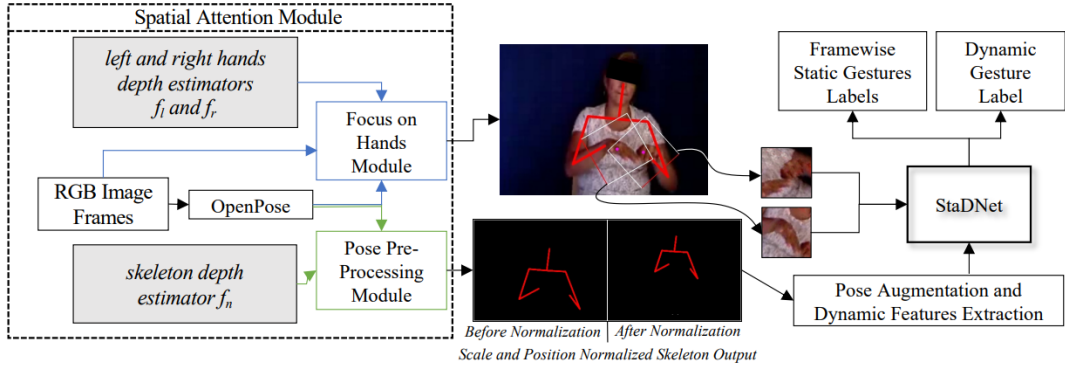 Spatial Attention Module
left and right hands
depth estimators
f_l and f_r
Focus on
Hands
Module
RGB Image
Frames
OpenPose
skeleton depth
estimator f_n
Pose Pre-
Processing
Module
Before Normalization
After Normalization
Scale and Position Normalized Skeleton Output
Framewise
Static Gestures
Labels
Dynamic
Gesture
Label
StaDNet
Pose Augmentation and
Dynamic Features Extraction